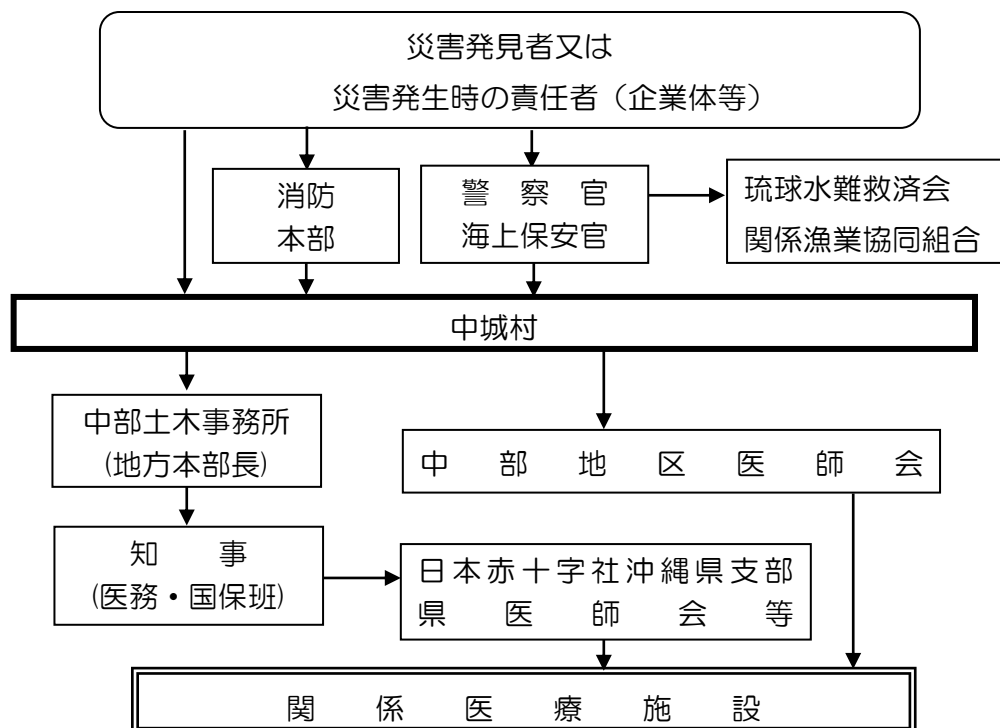 災害発見者又は
災害発生時の責任者（企業体等）
消防
本部
警察官
海上保安官
琉球水難救済会
関係漁業協同組合
中城村
中部土木事務所
(地方本部長)
中部地区医師会
知事
(医務・国保班)
日本赤十字社沖縄県支部
県医師会等
関係医療施設